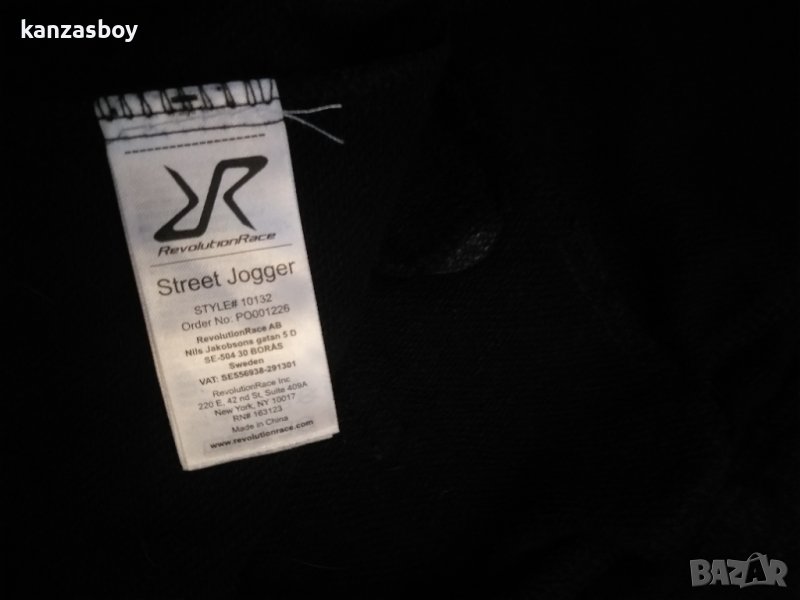 kanzasboy
RevolutionRace
Street Jogger
STYLE# 10132
Order No: PO001226
RevolutionRace AB
Nils Jakobsons gatan 5 D
SE-504 30 BORÅS
Sweden
VAT: SE556938-291301
RevolutionRace Inc
220 E, 42 nd St, Suite 409A
New York, NY 10017
RN# 163123
Made in China
www.revolutionrace.com
BAZAR